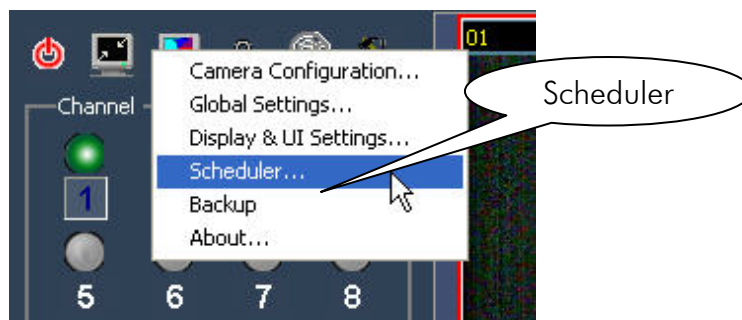 01
Camera Configuration...
Scheduler
Channel
Global Settings...
Display & UI Settings...
Scheduler...
1
Backup
About...
5 6 7 8